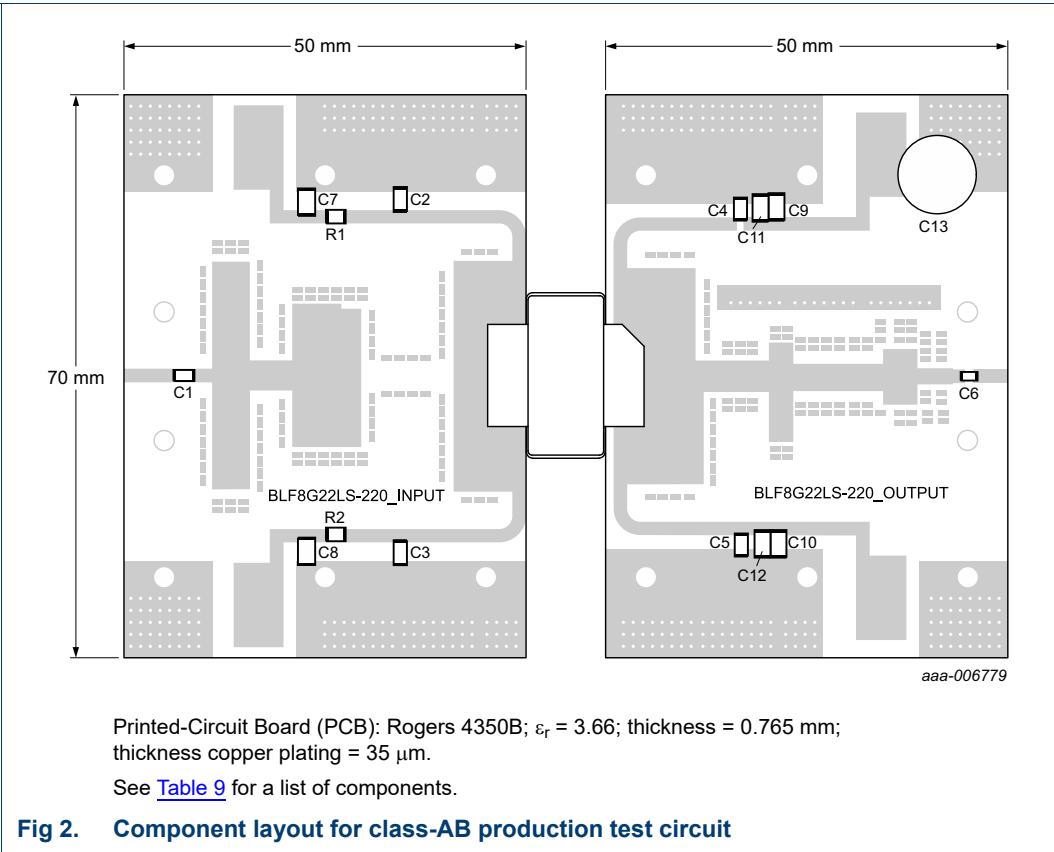 50 mm
50 mm
70 mm
C7
C2
R1
C4
C9
C11
C13
C1
C6
BLF8G22LS-220_INPUT
BLF8G22LS-220_OUTPUT
R2
C8
C3
C5
C10
C12
aaa-006779
Printed-Circuit Board (PCB): Rogers 4350B; εr = 3.66; thickness = 0.765 mm;
thickness copper plating = 35 μm.
See Table 9 for a list of components.
Fig 2. Component layout for class-AB production test circuit